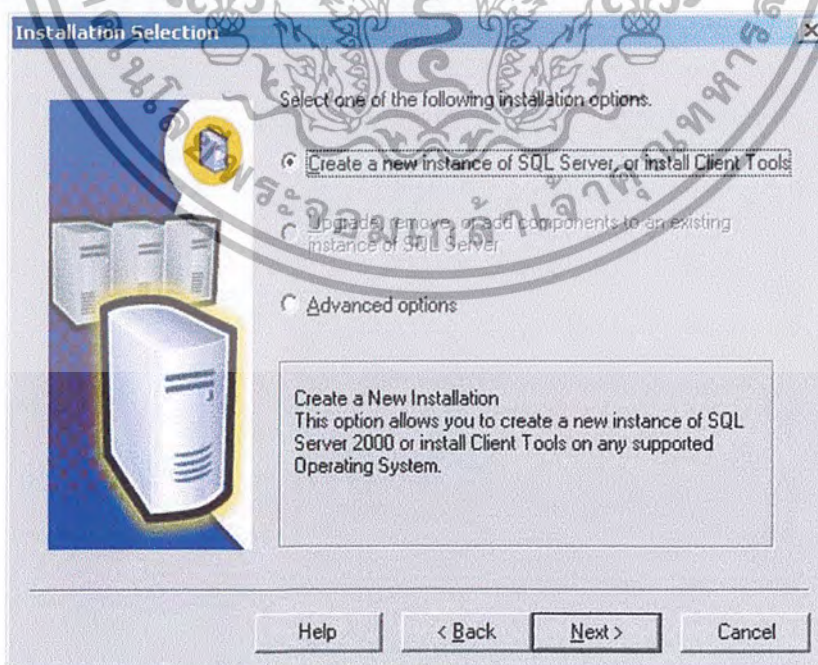 Installation Selection
Select one of the following installation options.
Create a new instance of SQL Server, or install Client Tools
Upgrade, remove, or add components to an existing
instance of SQL Server
Advanced options
Create a New Installation
This option allows you to create a new instance of SQL
Server 2000 or install Client Tools on any supported
Operating System.
Help
< Back
Next >
Cancel